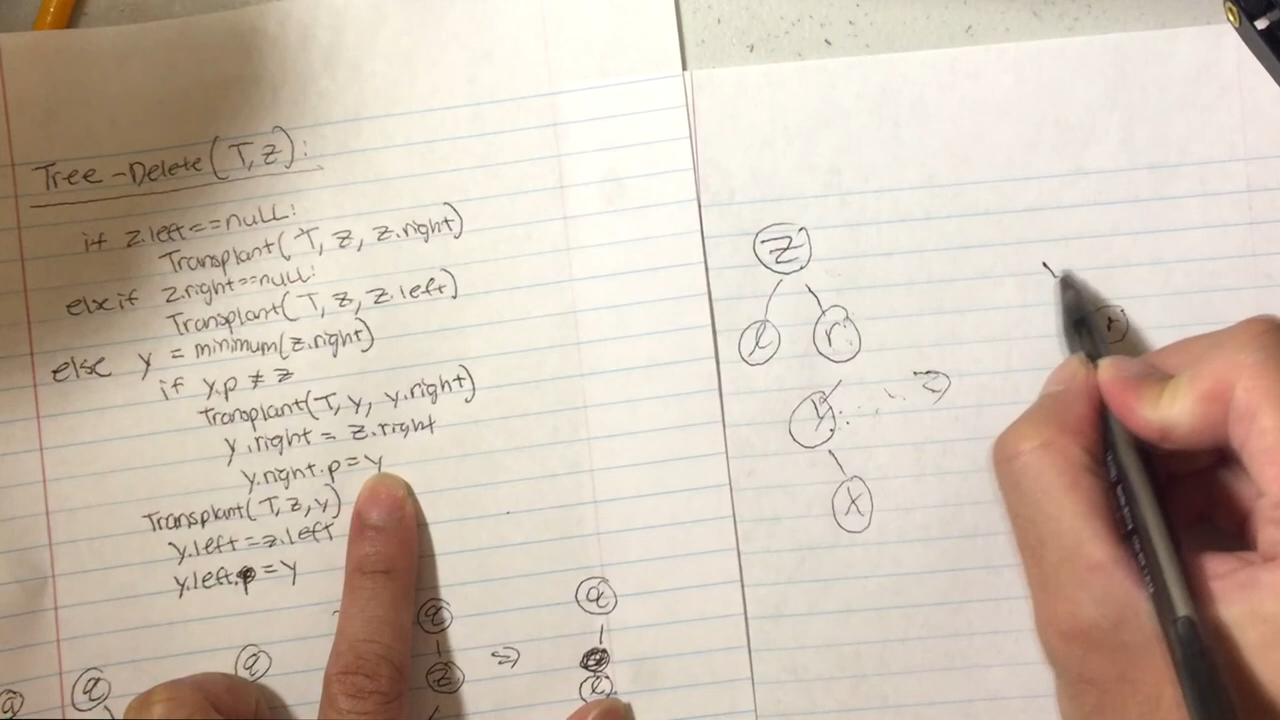 Tree-Delete(T,Z):
if z.left==null:
Transplant(T, z, z.right)
elseif z.right==null:
Transplant(T, z, z.left)
else y = minimum(z.right)
if y.p ≠ z
Transplant(T, y, y.right)
y.right = z.right
y.right.p = y
Transplant(T,z,y)
y.left = z.left
y.left.p = y
q
q
q
q
q
z
⇒
l
z
l
r
r
y
⇒
x